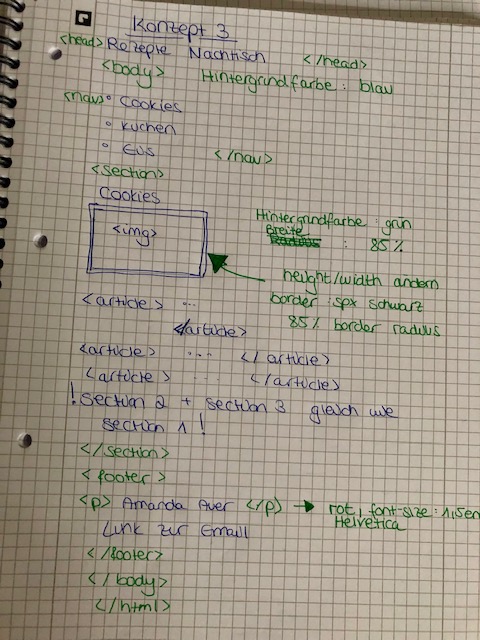 Konzept 3
<head> Rezepte Nachtisch </head>
<body> Hintergrundfarbe: blau
<nav> ° Cookies
° Kuchen
° Eus </nav>
<section>
Cookies
<img>
Hintergrundfarbe: grün
Breite : 85%
height/width ändern
border: 5px schwarz
85% border radius
<article> ...
</article>
<article> .... </article>
<article> ... </article>
! section 2 + section 3 gleich wie
section 1 !
</section>
<footer>
<p> Amanda Auer </p> → rot, font-size: 1,5em
Helvetica
Link zur Email
</footer>
</body>
</html>